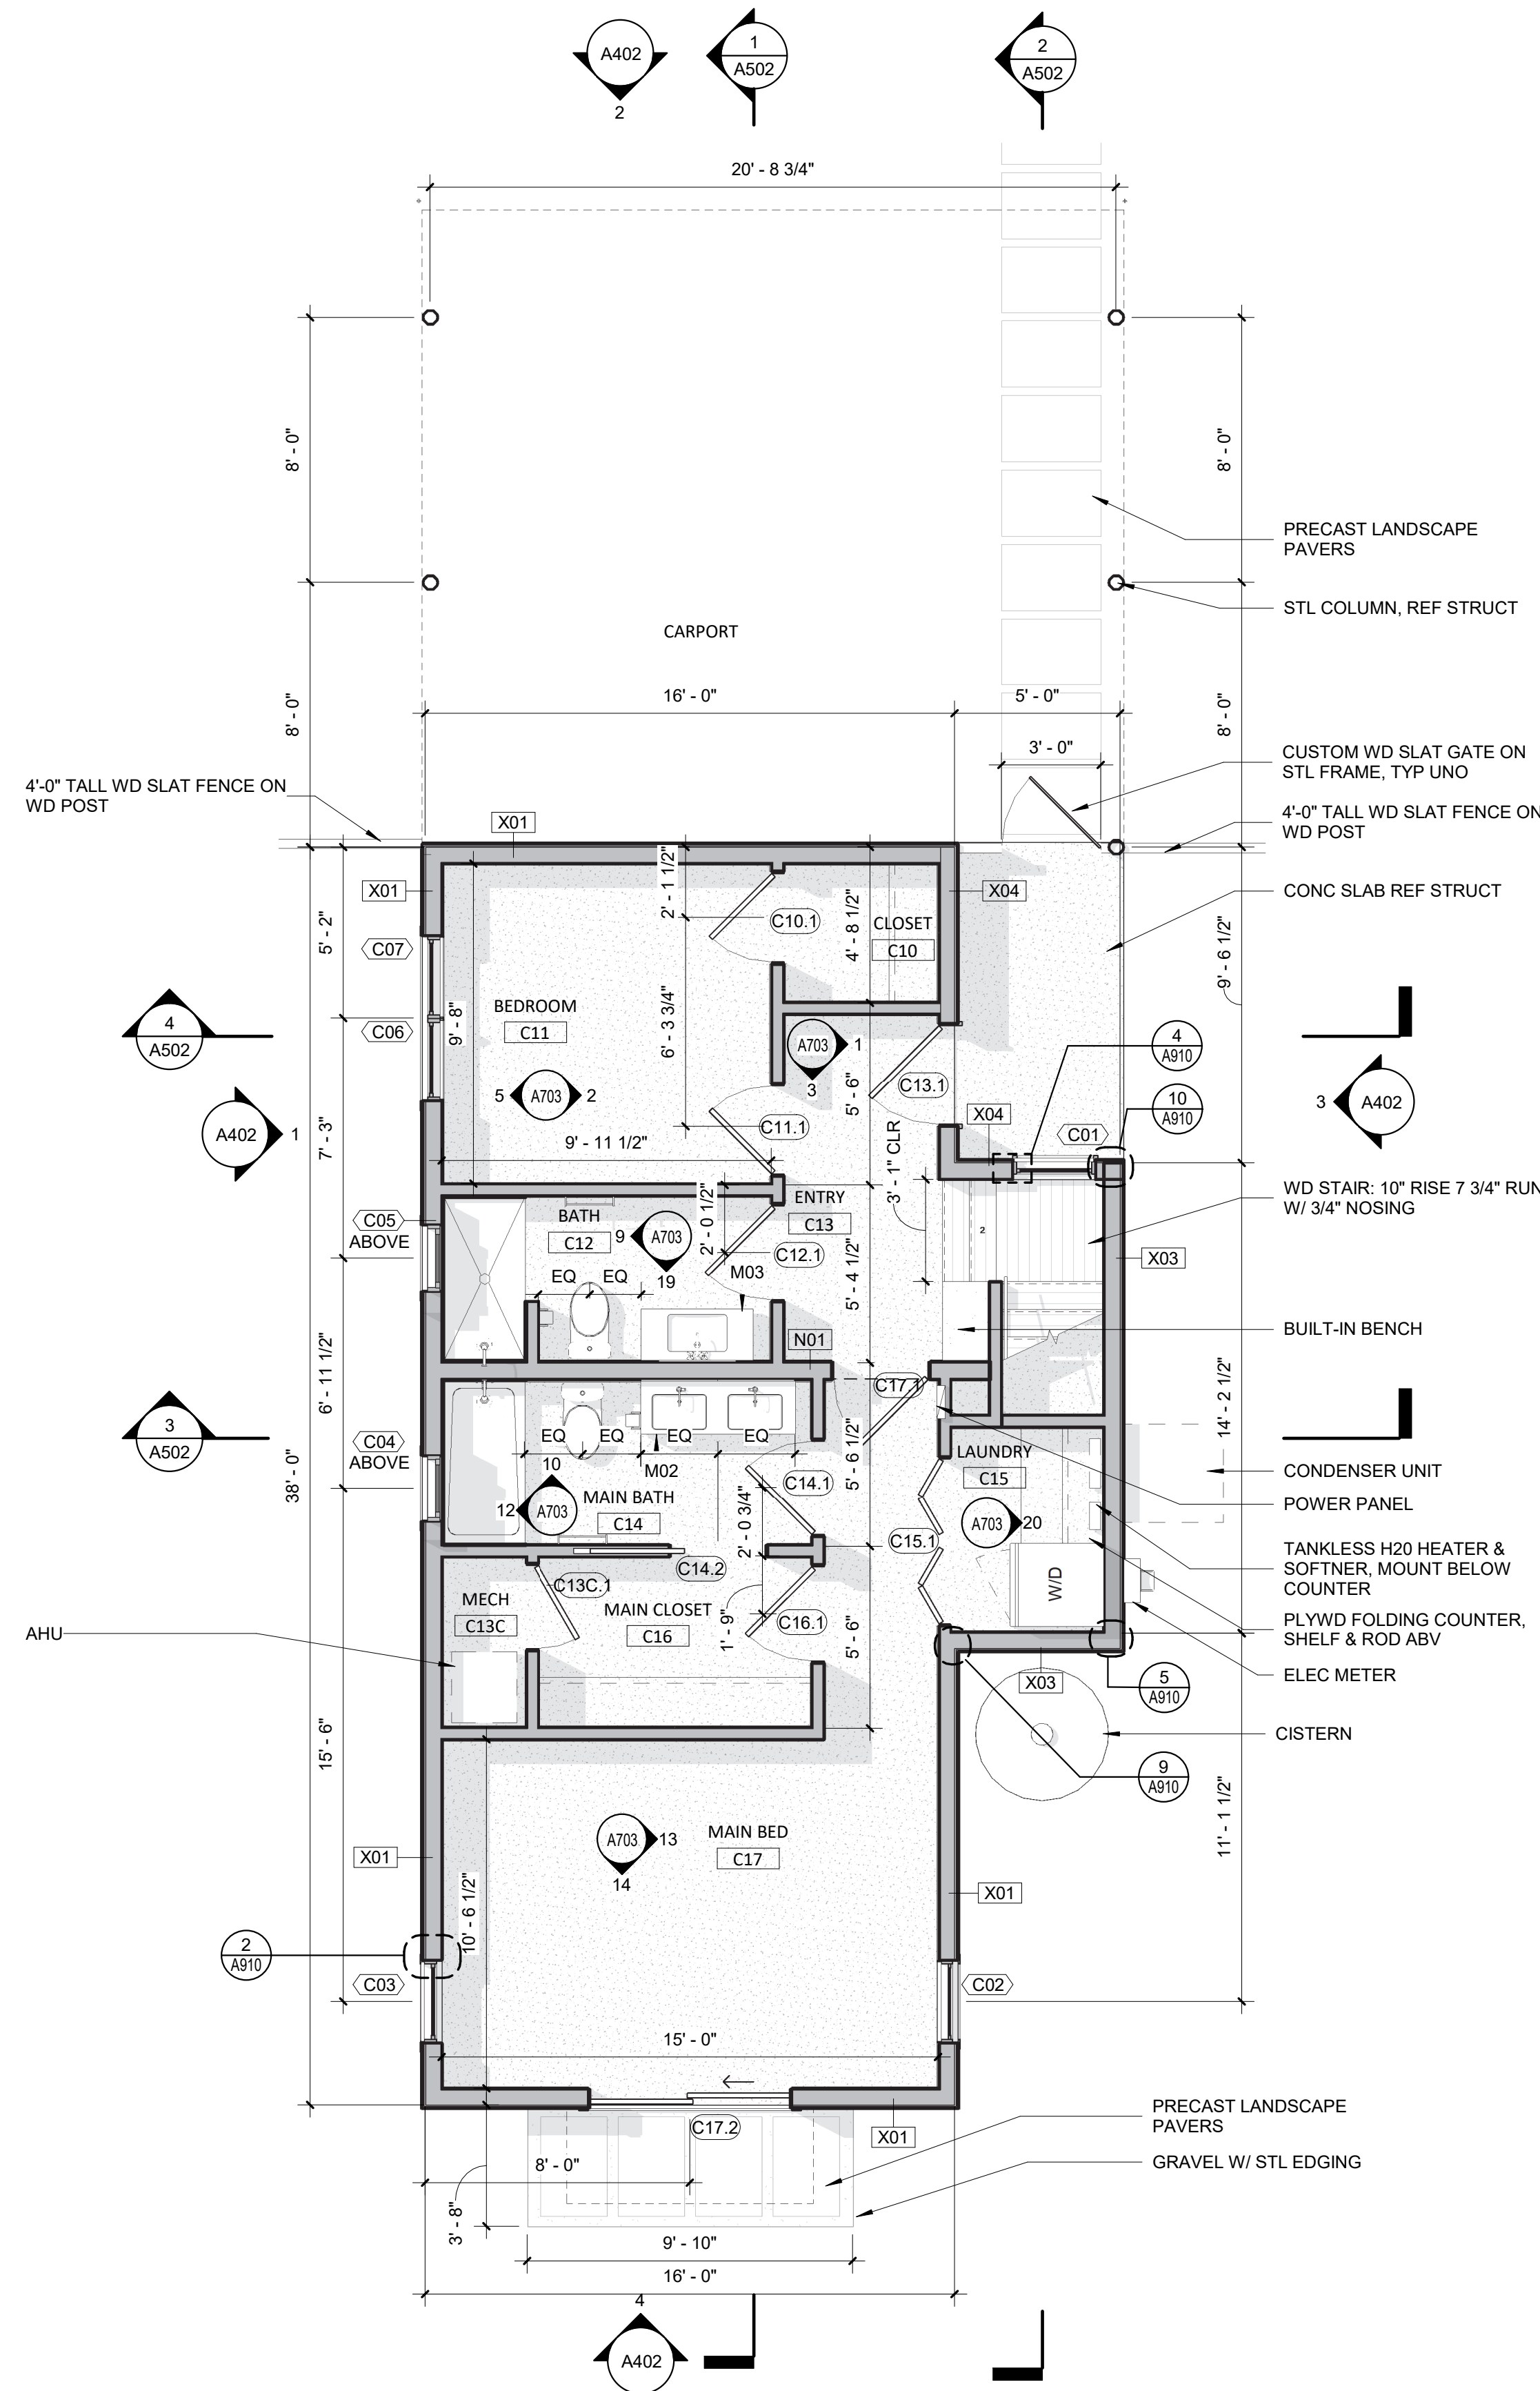 A402
2
1
A502
2
A502
20' - 8 3/4"
8' - 0"
8' - 0"
PRECAST LANDSCAPE
PAVERS
STL COLUMN, REF STRUCT
CARPORT
16' - 0"
5' - 0"
8' - 0"
8' - 0"
3' - 0"
CUSTOM WD SLAT GATE ON
STL FRAME, TYP UNO
4'-0" TALL WD SLAT FENCE ON
WD POST
4'-0" TALL WD SLAT FENCE ON
WD POST
X01
X01
X04
CONC SLAB REF STRUCT
2' - 1 1/2"
C10.1
4' - 8 1/2"
CLOSET
C10
5' - 2"
C07
9' - 6 1/2"
BEDROOM
C11
9' - 8"
C06
6' - 3 3/4"
4
A502
A703
1
3
C13.1
5' - 6"
4
A910
5
A703
2
10
A910
A402
1
3
A402
C11.1
X04
C01
7' - 3"
9' - 11 1/2"
3' - 1" CLR
WD STAIR: 10" RISE 7 3/4" RUN
W/ 3/4" NOSING
ENTRY
C13
2' - 0 1/2"
BATH
C12
9
A703
19
C05
ABOVE
C12.1
2
X03
M03
EQ
EQ
5' - 4 1/2"
BUILT-IN BENCH
N01
6' - 11 1/2"
C17.1
14' - 2 1/2"
3
A502
C04
ABOVE
EQ
EQ
EQ
EQ
10
M02
12
A703
MAIN BATH
C14
C14.1
5' - 6 1/2"
LAUNDRY
C15
A703
20
38' - 0"
2' - 0 3/4"
C15.1
CONDENSER UNIT
POWER PANEL
TANKLESS H20 HEATER &
SOFTNER, MOUNT BELOW
COUNTER
C14.2
C13C.1
MECH
C13C
MAIN CLOSET
C16
1' - 9"
C16.1
5' - 6"
W/D
PLYWD FOLDING COUNTER,
SHELF & ROD ABV
AHU
ELEC METER
X03
5
A910
CISTERN
15' - 6"
9
A910
11' - 1 1/2"
A703
13
14
MAIN BED
C17
X01
X01
10' - 6 1/2"
2
A910
C03
C02
15' - 0"
C17.2
X01
PRECAST LANDSCAPE
PAVERS
8' - 0"
GRAVEL W/ STL EDGING
3' - 8"
9' - 10"
16' - 0"
4
A402